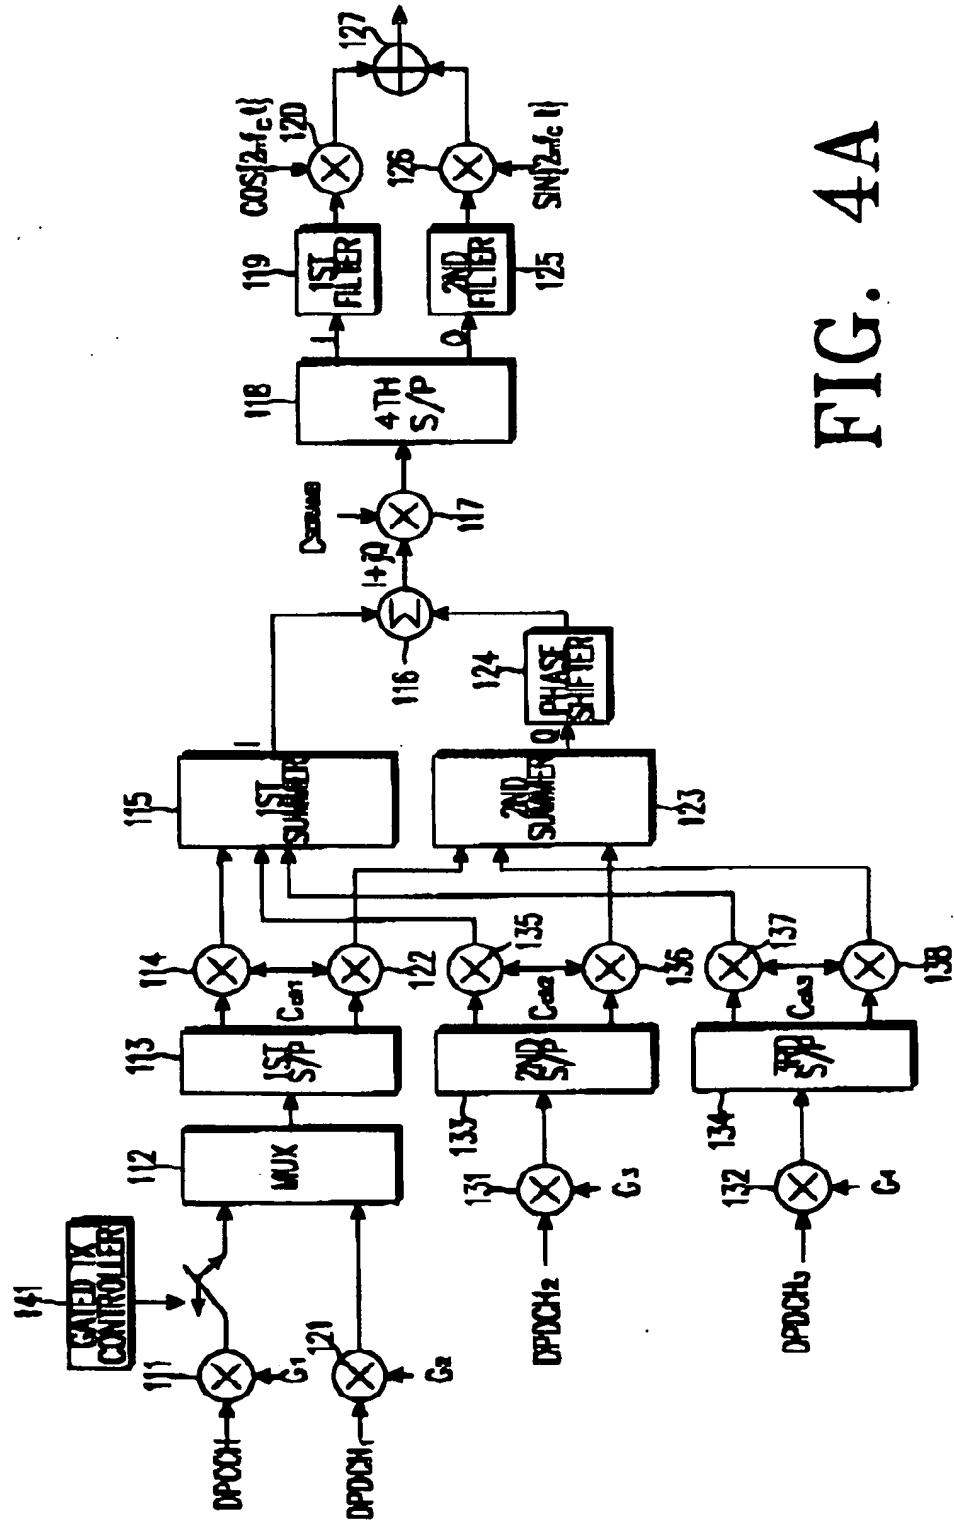 141
GATED TX
CONTROLLER
DPCCH
111
G1
DPDCH1
121
G2
112
MUX
113
1ST
S/P
114
Cch1
122
115
1ST
SUMMER
I
DPDCH2
131
G3
133
2ND
S/P
135
Cch2
136
2ND
SUMMER
123
Q
124
PHASE
SHIFTER
DPDCH3
132
G4
134
3RD
S/P
137
Cch3
138
116
Σ
I+jQ
CSCRAMB
117
118
4TH
S/P
I
Q
119
1ST
FILTER
2ND
FILTER
125
COS{2πfc t}
120
126
SIN{2πfc t}
127
FIG. 4A